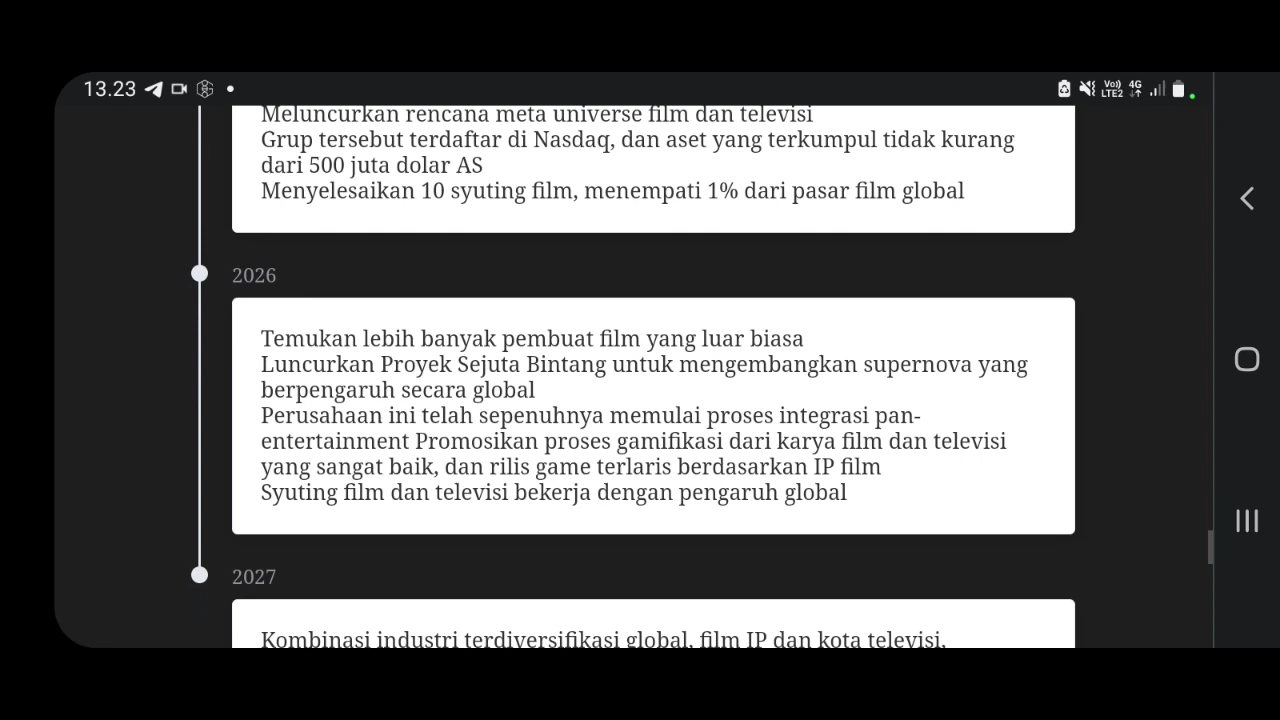 13.23
Vo)) 4G
LTE2
Meluncurkan rencana meta universe film dan televisi
Grup tersebut terdaftar di Nasdaq, dan aset yang terkumpul tidak kurang
dari 500 juta dolar AS
Menyelesaikan 10 syuting film, menempati 1% dari pasar film global
2026
Temukan lebih banyak pembuat film yang luar biasa
Luncurkan Proyek Sejuta Bintang untuk mengembangkan supernova yang
berpengaruh secara global
Perusahaan ini telah sepenuhnya memulai proses integrasi pan-
entertainment Promosikan proses gamifikasi dari karya film dan televisi
yang sangat baik, dan rilis game terlaris berdasarkan IP film
Syuting film dan televisi bekerja dengan pengaruh global
2027
Kombinasi industri terdiversifikasi global, film IP dan kota televisi,